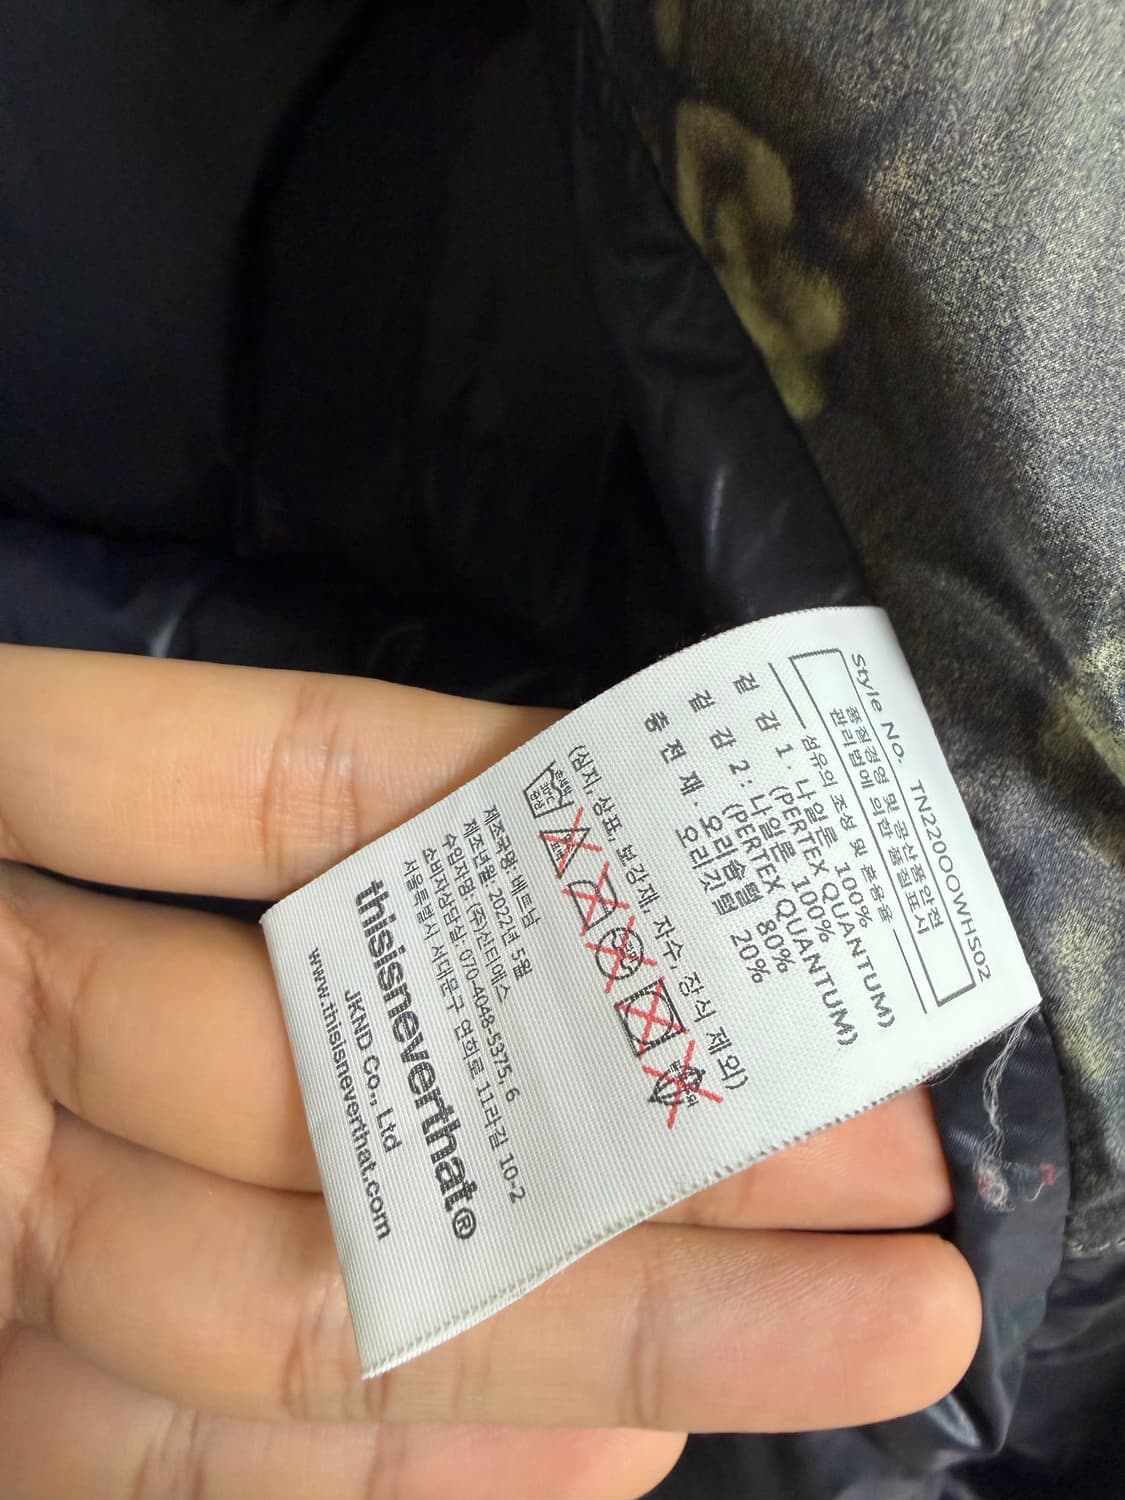 Style No. TN220OOWHS02
품질경영 및 공산품안전
관리법에 의한 품질표시
섬유의 조성 및 혼용율
겉 감 1: 나일론 100%
(PERTEX QUANTUM)
겉 감 2: 나일론 100%
(PERTEX QUANTUM)
충 전 재: 오리솜털 80%
오리깃털 20%
(심지, 상표, 보강재, 자수, 장식 제외)
제조국명: 베트남
제조년월: 2022년 5월
수입자명: (주)신티에스
소비자상담실: 070-4048-5375, 6
서울특별시 서대문구 연희로 11라길 10-2
thisisneverthat®
JKND Co., Ltd
www.thisisneverthat.com